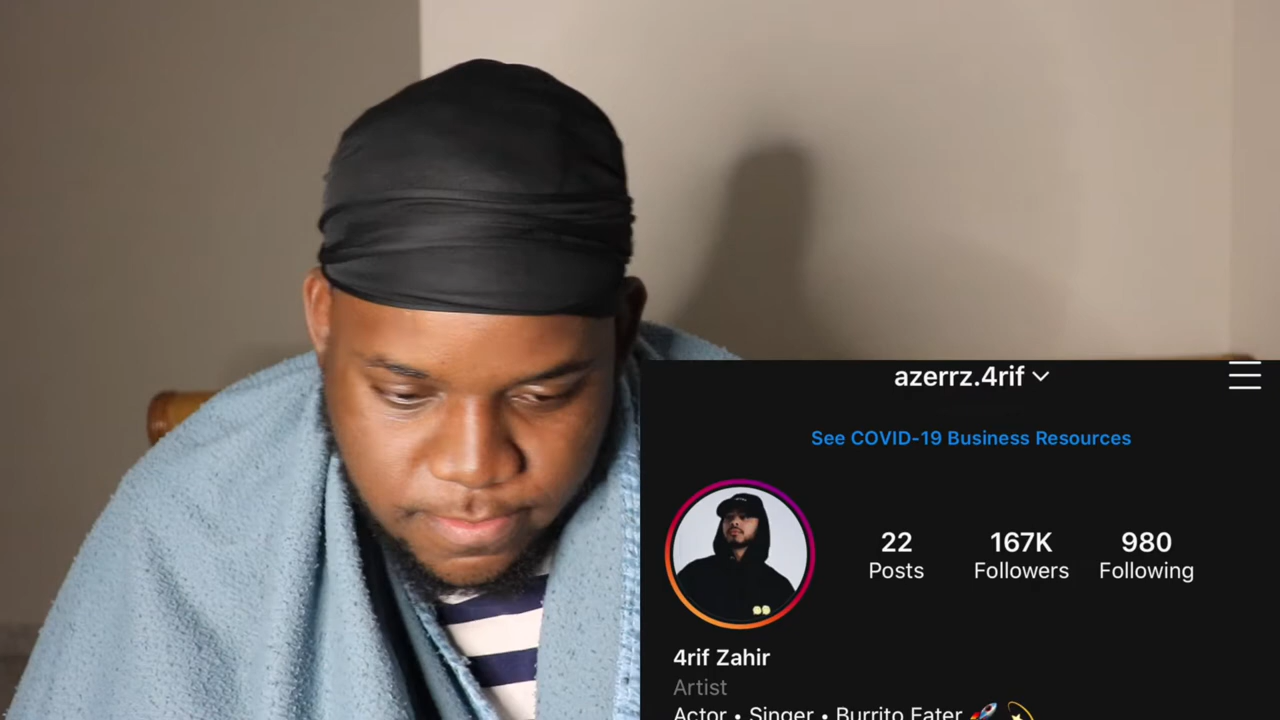 azerrz.4rif
See COVID-19 Business Resources
22 167K 980
Posts Followers Following
4rif Zahir
Artist
Actor • Singer • Burrito Eater 🚀 💫